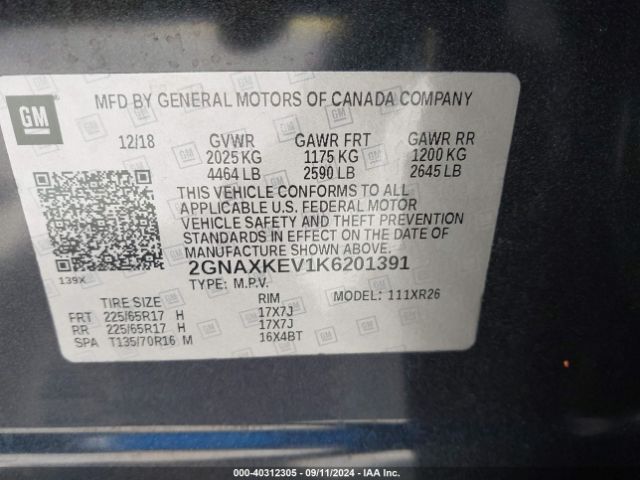 GM
MFD BY GENERAL MOTORS OF CANADA COMPANY
12/18 GVWR GAWR FRT GAWR RR
2025 KG 1175 KG 1200 KG
4464 LB 2590 LB 2645 LB
THIS VEHICLE CONFORMS TO ALL
APPLICABLE U.S. FEDERAL MOTOR
VEHICLE SAFETY AND THEFT PREVENTION
STANDARDS IN EFFECT ON THE DATE OF
MANUFACTURE SHOWN ABOVE.
139X
2GNAXKEV1K6201391
TYPE: M.P.V. MODEL: 111XR26
TIRE SIZE RIM
FRT 225/65R17 H 17X7J
RR 225/65R17 H 17X7J
SPA T135/70R16 M 16X4BT
000-40312305 - 09/11/2024 - IAA Inc.